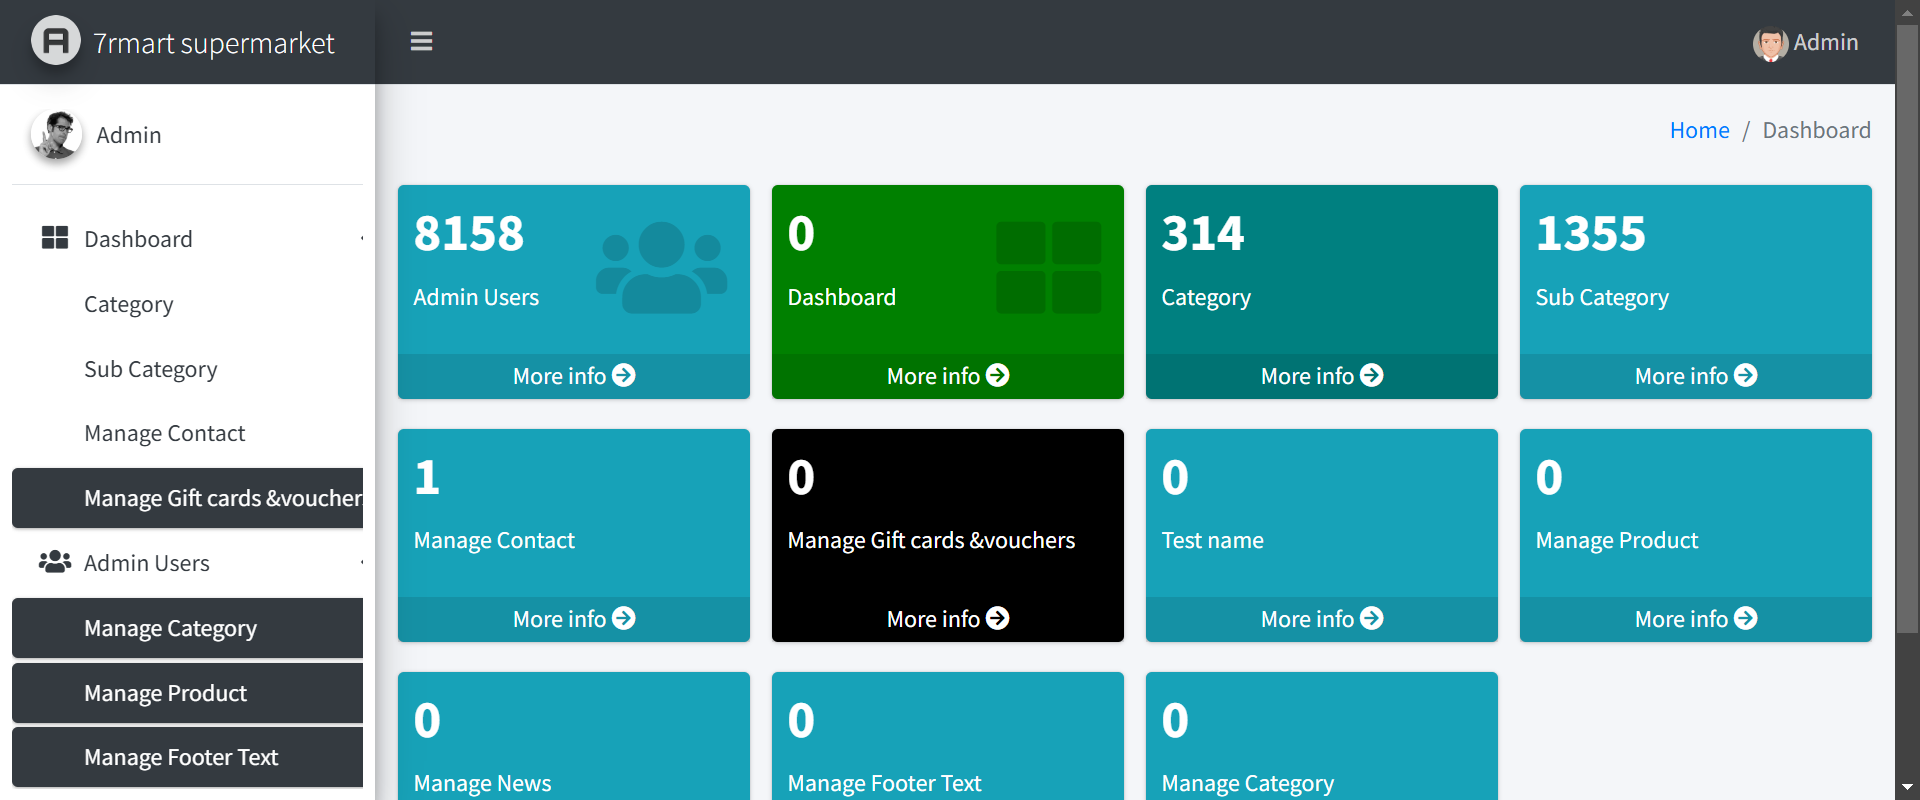 7rmart supermarket
Admin
Admin
Home / Dashboard
Dashboard
Category
Sub Category
Manage Contact
Manage Gift cards &voucher
Admin Users
Manage Category
Manage Product
Manage Footer Text
8158
Admin Users
More info
0
Dashboard
More info
314
Category
More info
1355
Sub Category
More info
1
Manage Contact
More info
0
Manage Gift cards &vouchers
More info
0
Test name
More info
0
Manage Product
More info
0
Manage News
0
Manage Footer Text
0
Manage Category